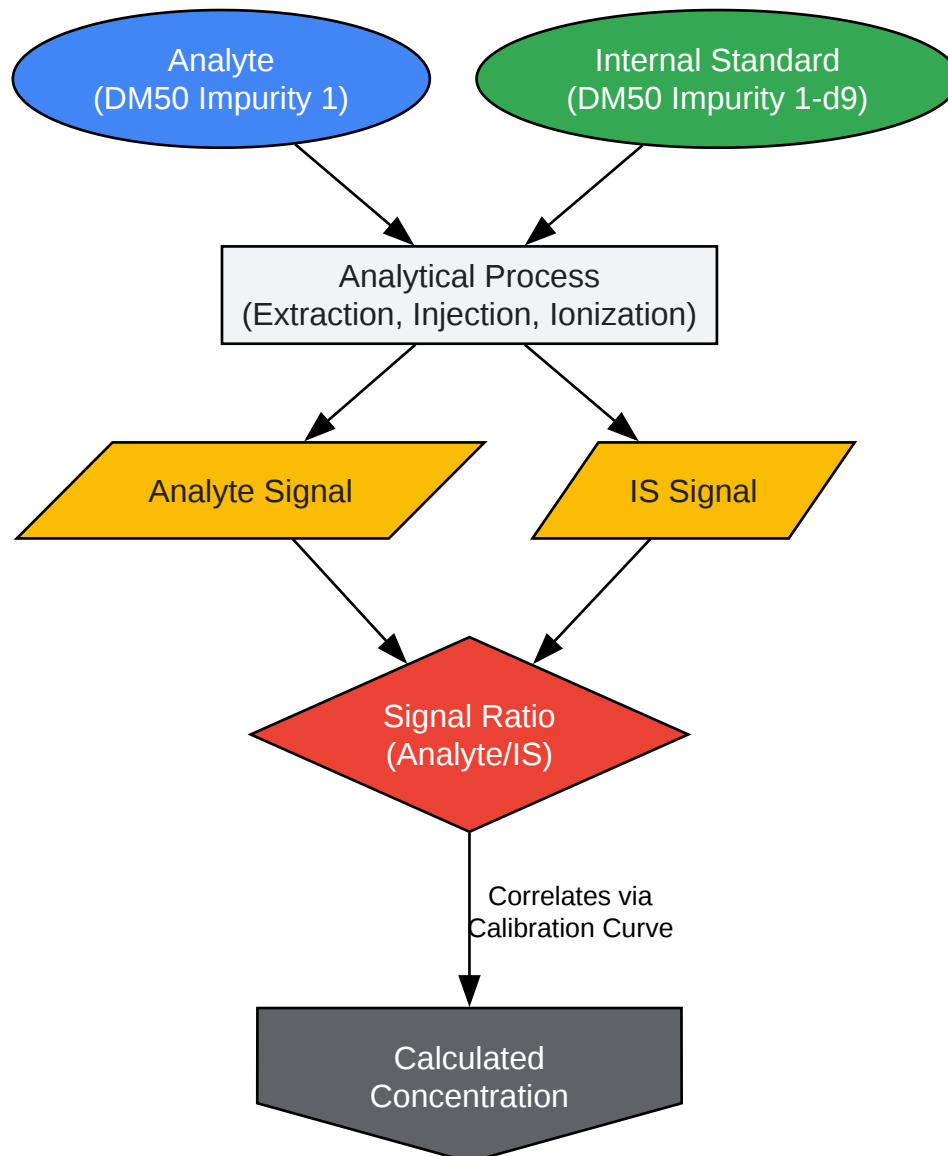 Analyte
(DM50 Impurity 1)
Internal Standard
(DM50 Impurity 1-d9)
Analytical Process
(Extraction, Injection, Ionization)
Analyte Signal
IS Signal
Signal Ratio
(Analyte/IS)
Correlates via
Calibration Curve
Calculated
Concentration